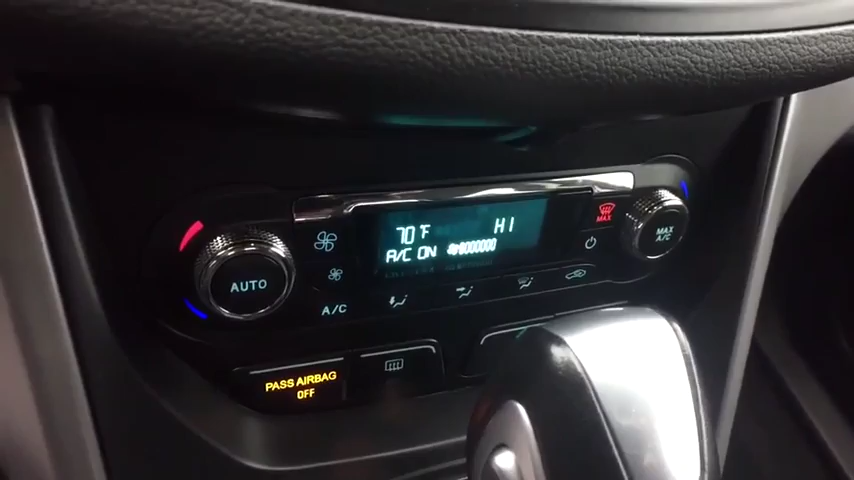 70°F HI
A/C ON
AUTO
A/C
MAX
MAX
A/C
PASS AIRBAG
OFF